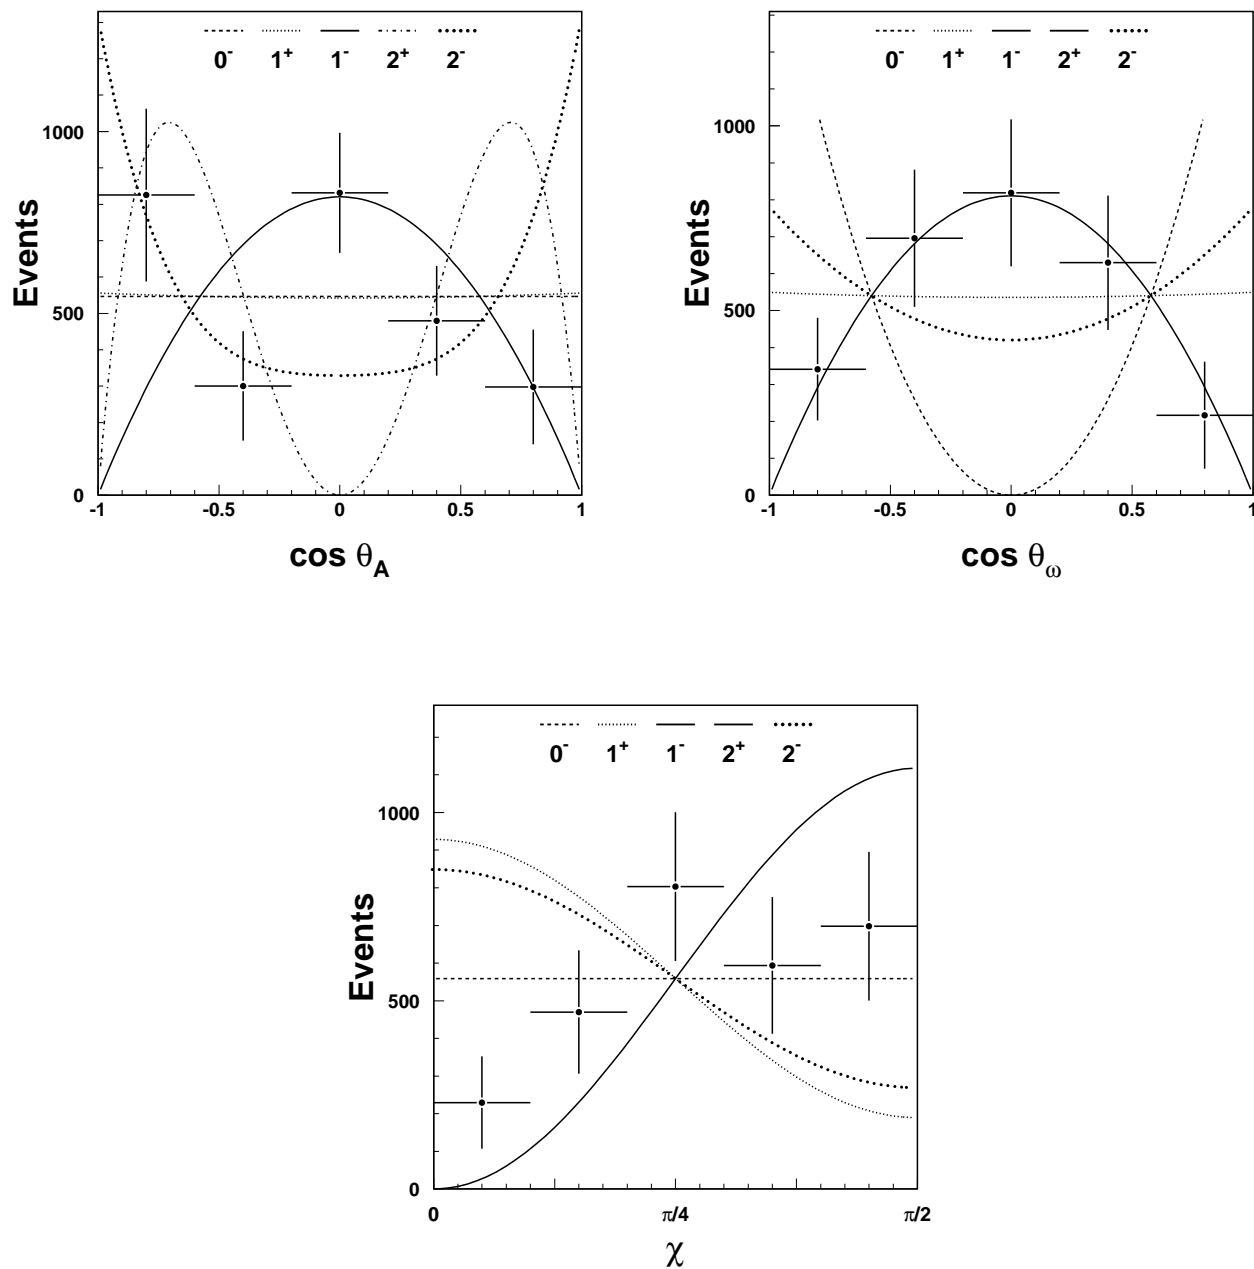 0⁻ 1⁺ 1⁻ 2⁺ 2⁻
1000
500
0
-1 -0.5 0 0.5 1
Events
cos θ_A
0⁻ 1⁺ 1⁻ 2⁺ 2⁻
1000
500
0
-1 -0.5 0 0.5 1
Events
cos θ_ω
0⁻ 1⁺ 1⁻ 2⁺ 2⁻
1000
500
0
0 π/4 π/2
Events
χ